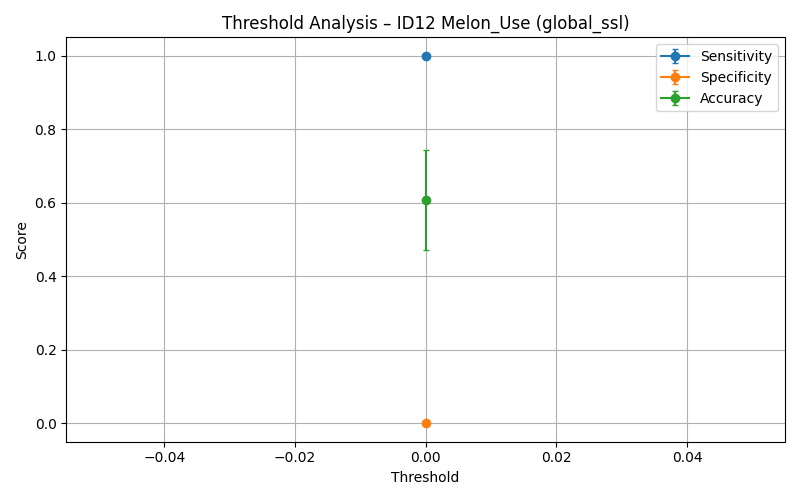 Threshold Analysis – ID12 Melon_Use (global_ssl)
Sensitivity
Specificity
Accuracy
1.0
0.8
0.6
0.4
0.2
0.0
Score
−0.04
−0.02
0.00
0.02
0.04
Threshold